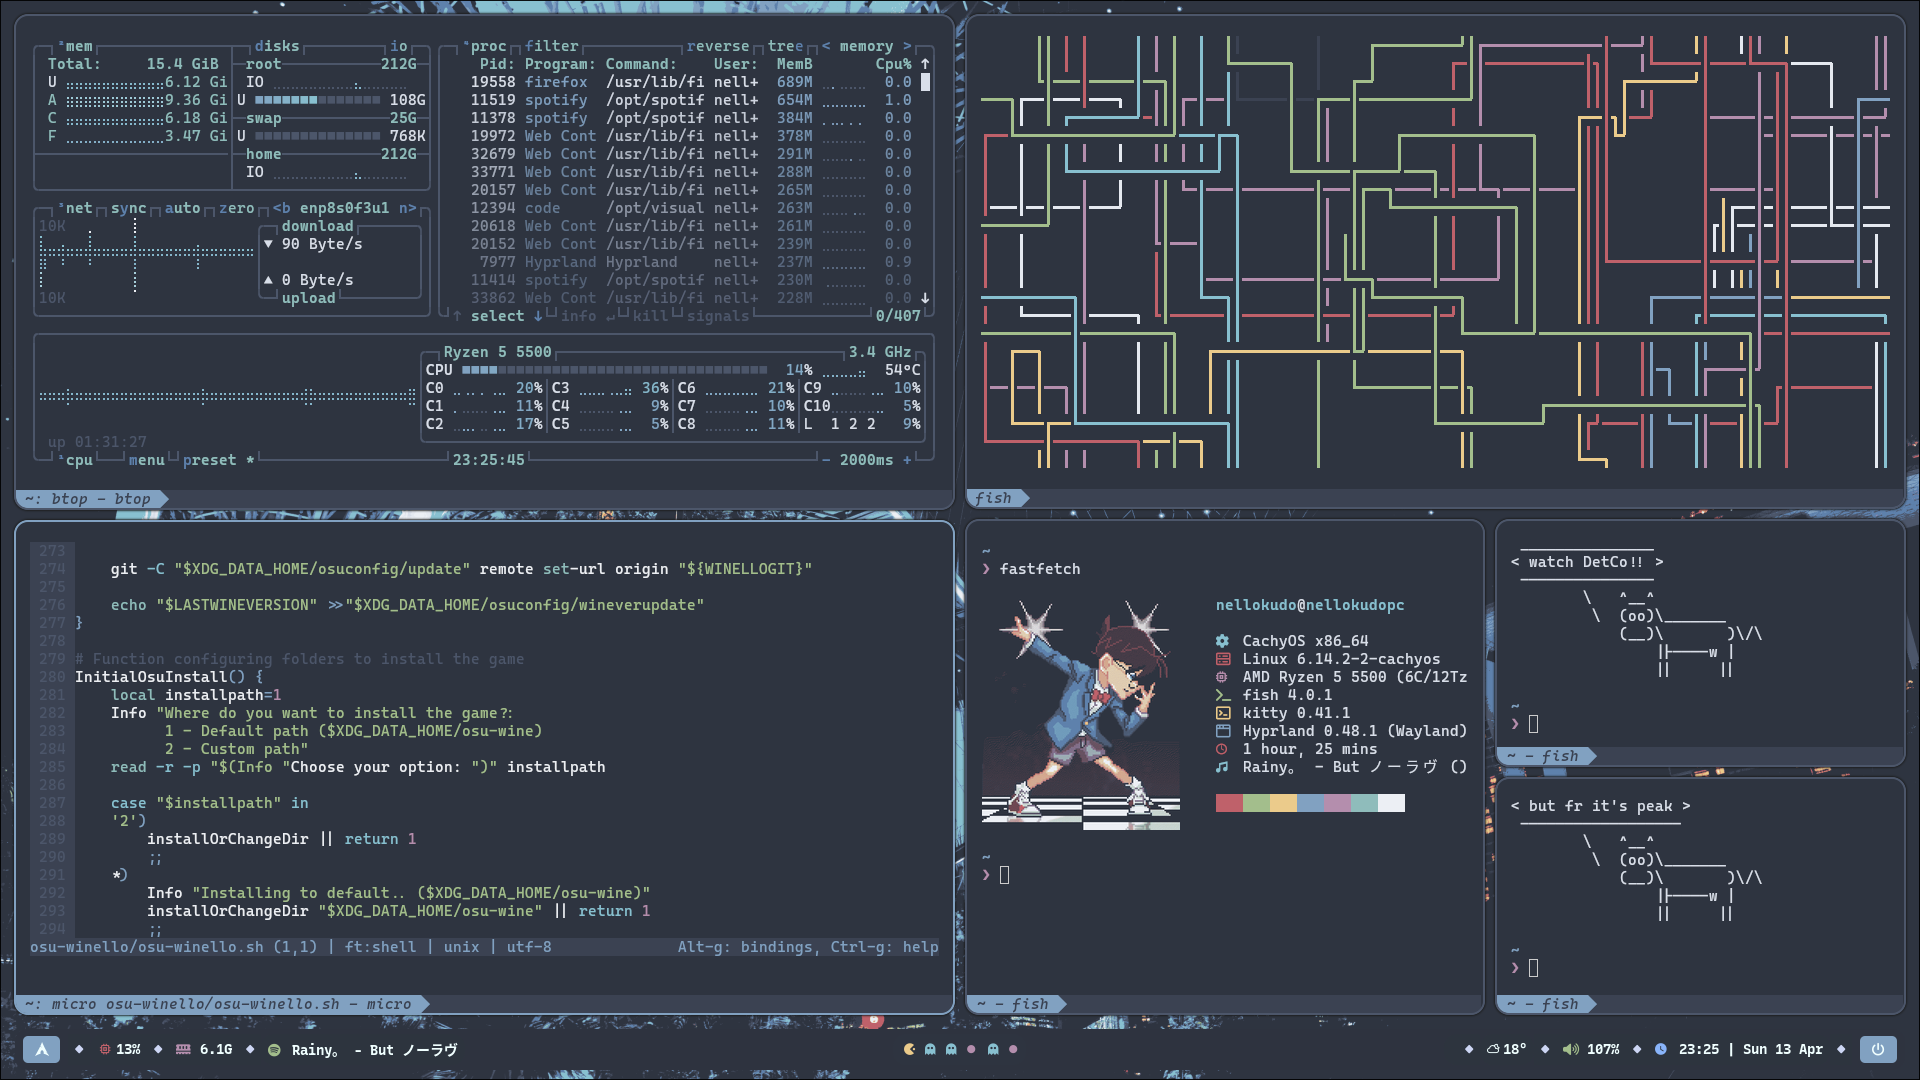 ³mem disks io
Total: 15.4 GiB root 212G
U 6.12 Gi IO
A 9.36 Gi U 108G
C 6.18 Gi swap 25G
F 3.47 Gi U 768K
home 212G
IO
³net sync auto zero <b enp8s0f3u1 n>
10K download
▼ 90 Byte/s
▲ 0 Byte/s
10K upload
⁴proc filter reverse tree < memory >
Pid: Program: Command: User: MemB Cpu% ↑
19558 firefox /usr/lib/fi nell+ 689M 0.0
11519 spotify /opt/spotif nell+ 654M 1.0
11378 spotify /opt/spotif nell+ 384M 0.0
19972 Web Cont /usr/lib/fi nell+ 378M 0.0
32679 Web Cont /usr/lib/fi nell+ 291M 0.0
33771 Web Cont /usr/lib/fi nell+ 288M 0.0
20157 Web Cont /usr/lib/fi nell+ 265M 0.0
12394 code /opt/visual nell+ 263M 0.0
20618 Web Cont /usr/lib/fi nell+ 261M 0.0
20152 Web Cont /usr/lib/fi nell+ 239M 0.0
7977 Hyprland Hyprland nell+ 237M 0.9
11414 spotify /opt/spotif nell+ 230M 0.0
33862 Web Cont /usr/lib/fi nell+ 228M 0.0 ↓
↑ select ↓ info ↵ kill signals 0/407
Ryzen 5 5500 3.4 GHz
CPU 14% 54°C
C0 20% C3 36% C6 21% C9 10%
C1 11% C4 9% C7 10% C10 5%
C2 17% C5 5% C8 11% L 1 2 2 9%
up 01:31:27
¹cpu menu preset * 23:25:45 - 2000ms +
~: btop - btop
fish
273
274 git -C "$XDG_DATA_HOME/osuconfig/update" remote set-url origin "${WINELLOGIT}"
275
276 echo "$LASTWINEVERSION" >>"$XDG_DATA_HOME/osuconfig/wineverupdate"
277 }
278
279 # Function configuring folders to install the game
280 InitialOsuInstall() {
281 local installpath=1
282 Info "Where do you want to install the game?:
283 1 - Default path ($XDG_DATA_HOME/osu-wine)
284 2 - Custom path"
285 read -r -p "$(Info "Choose your option: ")" installpath
286
287 case "$installpath" in
288 '2')
289 installOrChangeDir || return 1
290 ;;
291 *)
292 Info "Installing to default.. ($XDG_DATA_HOME/osu-wine)"
293 installOrChangeDir "$XDG_DATA_HOME/osu-wine" || return 1
294 ;;
osu-winello/osu-winello.sh (1,1) | ft:shell | unix | utf-8 Alt-g: bindings, Ctrl-g: help
~: micro osu-winello/osu-winello.sh - micro
~
❯ fastfetch
nellokudo@nellokudopc
CachyOS x86_64
Linux 6.14.2-2-cachyos
AMD Ryzen 5 5500 (6C/12Tz
fish 4.0.1
kitty 0.41.1
Hyprland 0.48.1 (Wayland)
1 hour, 25 mins
Rainy。 - But ノーラヴ ()
~
❯
~ - fish
< watch DetCo!! >
\ ^__^
\ (oo)\_______
(__)\ )\/\
||----w |
|| ||
~
❯
~ - fish
< but fr it's peak >
\ ^__^
\ (oo)\_______
(__)\ )\/\
||----w |
|| ||
~
❯
~ - fish
13% 6.1G Rainy。 - But ノーラヴ 18° 107% 23:25 | Sun 13 Apr